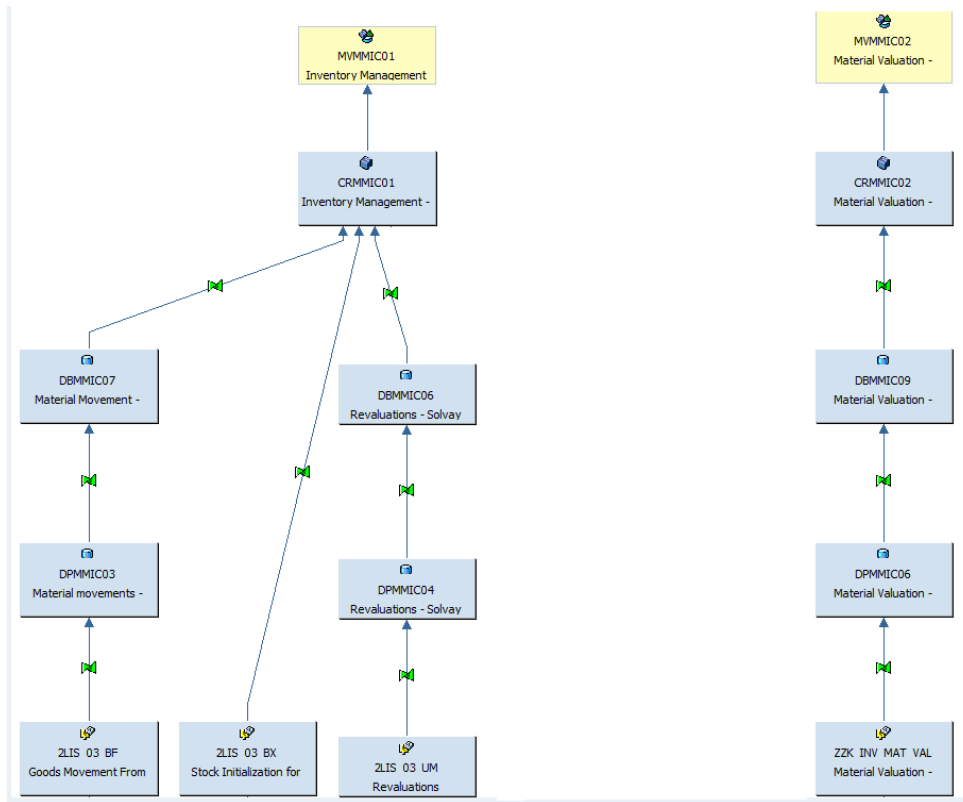 MVMMIC01
Inventory Management
MVMMIC02
Material Valuation -
CRMMIC01
Inventory Management -
CRMMIC02
Material Valuation -
DBMMIC07
Material Movement -
DBMMIC06
Revaluations - Solvay
DBMMIC09
Material Valuation -
DPMMIC03
Material movements -
DPMMIC04
Revaluations - Solvay
DPMMIC06
Material Valuation -
2LIS 03 BF
Goods Movement From
2LIS 03 BX
Stock Initialization for
2LIS 03 UM
Revaluations
ZZK INV MAT VAL
Material Valuation -